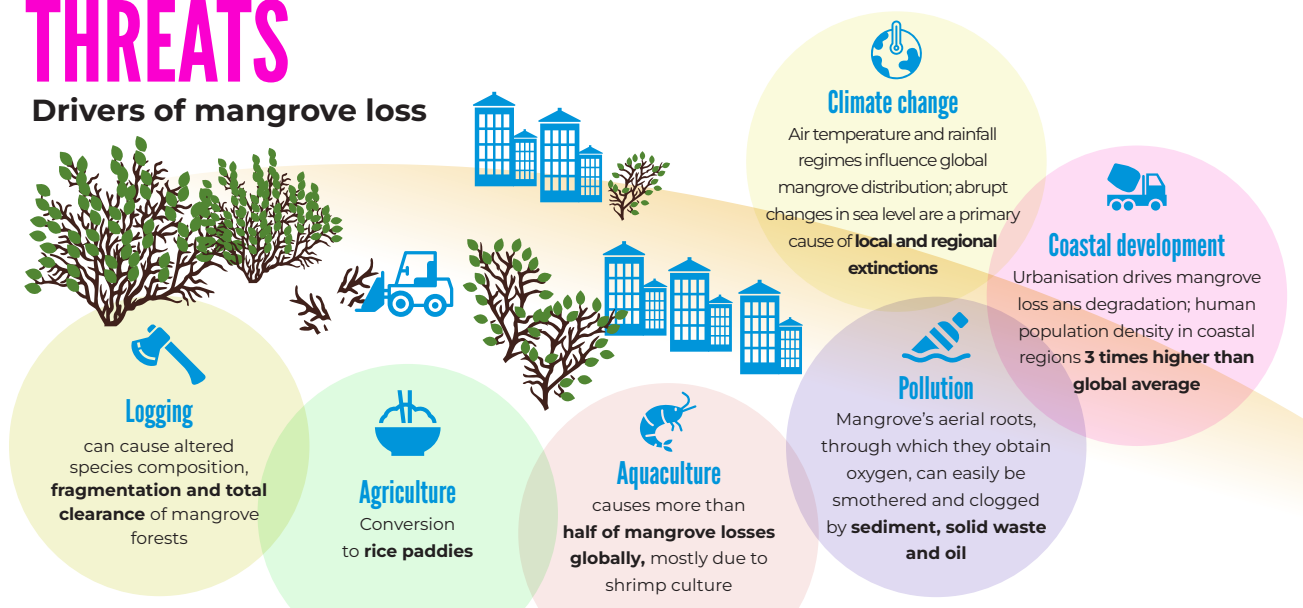 THREATS
Drivers of mangrove loss
Climate change
Air temperature and rainfall
regimes influence global
mangrove distribution; abrupt
changes in sea level are a primary
cause of local and regional
extinctions
Coastal development
Urbanisation drives mangrove
loss ans degradation; human
population density in coastal
regions 3 times higher than
global average
Logging
can cause altered
species composition,
fragmentation and total
clearance of mangrove
forests
Agriculture
Conversion
to rice paddies
Aquaculture
causes more than
half of mangrove losses
globally, mostly due to
shrimp culture
Pollution
Mangrove’s aerial roots,
through which they obtain
oxygen, can easily be
smothered and clogged
by sediment, solid waste
and oil